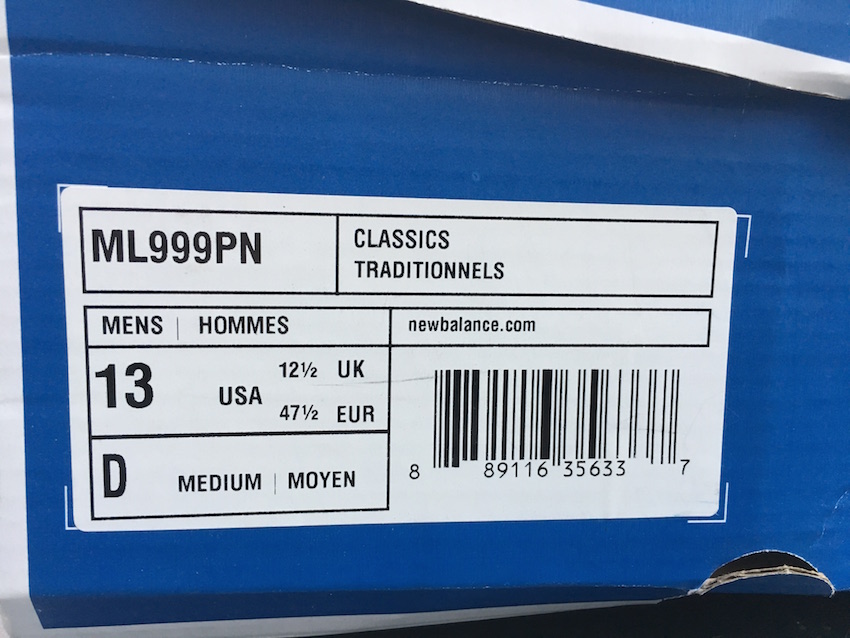 ML999PN
CLASSICS
TRADITIONNELS
MENS | HOMMES
newbalance.com
13 USA
12½ UK
47½ EUR
D MEDIUM | MOYEN
8 89116 35633 7